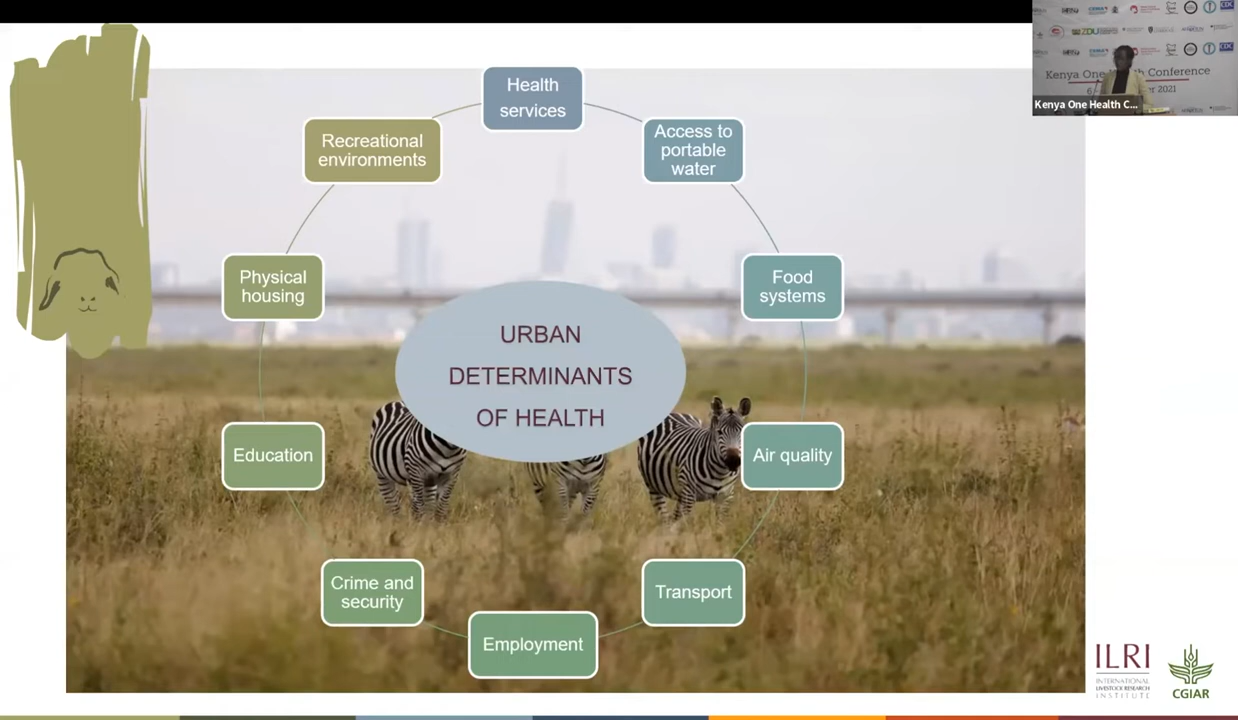 Health
services
Access to
portable
water
Food
systems
Air quality
Transport
Employment
Crime and
security
Education
Physical
housing
Recreational
environments
URBAN
DETERMINANTS
OF HEALTH
Kenya One Health C...
ILRI
INTERNATIONAL
LIVESTOCK RESEARCH
INSTITUTE
CGIAR